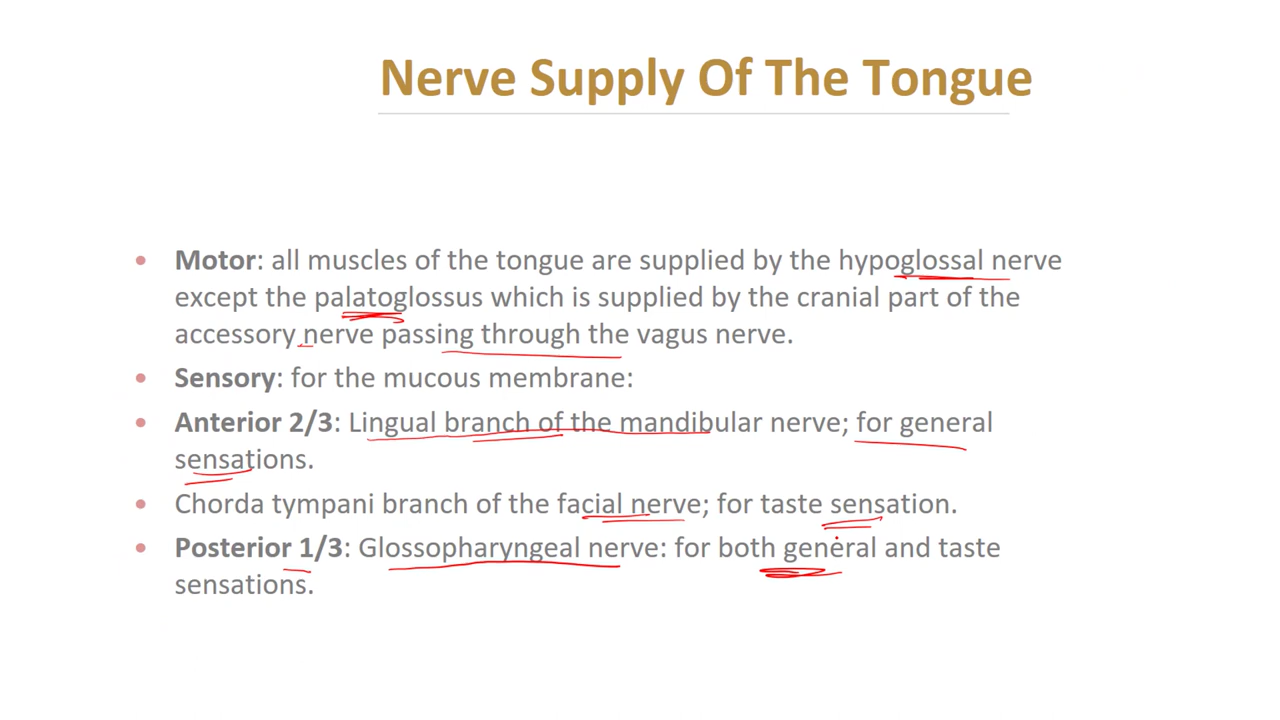 Nerve Supply Of The Tongue
• Motor: all muscles of the tongue are supplied by the hypoglossal nerve
except the palatoglossus which is supplied by the cranial part of the
accessory nerve passing through the vagus nerve.
• Sensory: for the mucous membrane:
• Anterior 2/3: Lingual branch of the mandibular nerve; for general
sensations.
• Chorda tympani branch of the facial nerve; for taste sensation.
• Posterior 1/3: Glossopharyngeal nerve: for both general and taste
sensations.